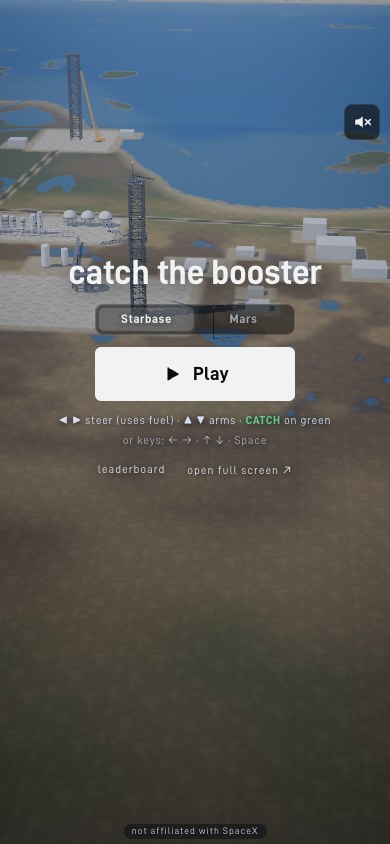 catch the booster
Starbase Mars
▶ Play
◀ ▶ steer (uses fuel) · ▲ ▼ arms · CATCH on green
or keys: ← → · ↑ ↓ · Space
leaderboard open full screen ↗
not affiliated with SpaceX